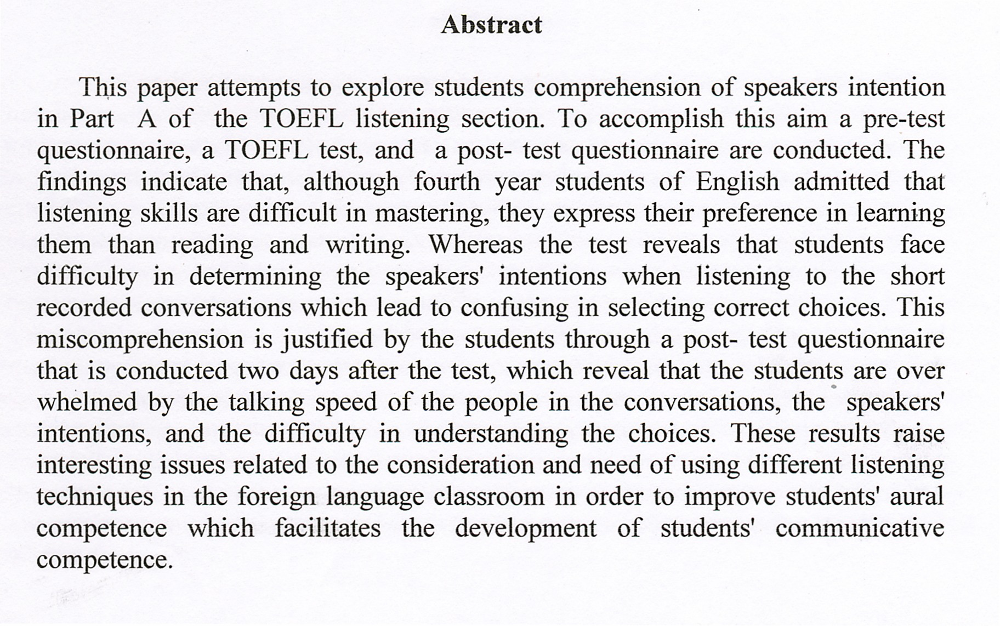 Abstract
This paper attempts to explore students comprehension of speakers intention
in Part A of the TOEFL listening section. To accomplish this aim a pre-test
questionnaire, a TOEFL test, and a post- test questionnaire are conducted. The
findings indicate that, although fourth year students of English admitted that
listening skills are difficult in mastering, they express their preference in learning
them than reading and writing. Whereas the test reveals that students face
difficulty in determining the speakers' intentions when listening to the short
recorded conversations which lead to confusing in selecting correct choices. This
miscomprehension is justified by the students through a post- test questionnaire
that is conducted two days after the test, which reveal that the students are over
whelmed by the talking speed of the people in the conversations, the speakers'
intentions, and the difficulty in understanding the choices. These results raise
interesting issues related to the consideration and need of using different listening
techniques in the foreign language classroom in order to improve students' aural
competence which facilitates the development of students' communicative
competence.